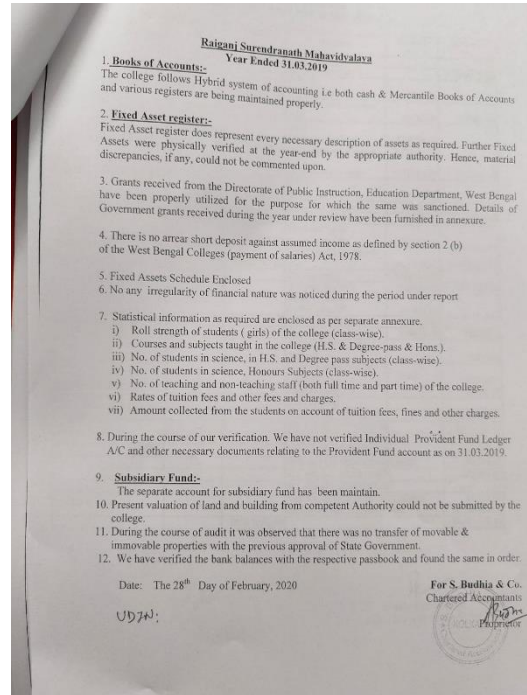 Raiganj Surendranath Mahavidyalaya
Year Ended 31.03.2019
1. Books of Accounts:-
The college follows Hybrid system of accounting i.e both cash & Mercantile Books of Accounts
and various registers are being maintained properly.
2. Fixed Asset register:-
Fixed Asset register does represent every necessary description of assets as required. Further Fixed
Assets were physically verified at the year-end by the appropriate authority. Hence, material
discrepancies, if any, could not be commented upon.
3. Grants received from the Directorate of Public Instruction, Education Department, West Bengal
have been properly utilized for the purpose for which the same was sanctioned. Details of
Government grants received during the year under review have been furnished in annexure.
4. There is no arrear short deposit against assumed income as defined by section 2 (b)
of the West Bengal Colleges (payment of salaries) Act, 1978.
5. Fixed Assets Schedule Enclosed
6. No any irregularity of financial nature was noticed during the period under report
7. Statistical information as required are enclosed as per separate annexure.
i) Roll strength of students ( girls) of the college (class-wise).
ii) Courses and subjects taught in the college (H.S. & Degree-pass & Hons.).
iii) No. of students in science, in H.S. and Degree pass subjects (class-wise).
iv) No. of students in science, Honours Subjects (class-wise).
v) No. of teaching and non-teaching staff (both full time and part time) of the college.
vi) Rates of tuition fees and other fees and charges.
vii) Amount collected from the students on account of tuition fees, fines and other charges.
8. During the course of our verification. We have not verified Individual Provident Fund Ledger
A/C and other necessary documents relating to the Provident Fund account as on 31.03.2019.
9. Subsidiary Fund:-
The separate account for subsidiary fund has been maintain.
10. Present valuation of land and building from competent Authority could not be submitted by the
college.
11. During the course of audit it was observed that there was no transfer of movable &
immovable properties with the previous approval of State Government.
12. We have verified the bank balances with the respective passbook and found the same in order.
Date: The 28th Day of February, 2020
For S. Budhia & Co.
Chartered Accountants
UDIN:
Proprietor